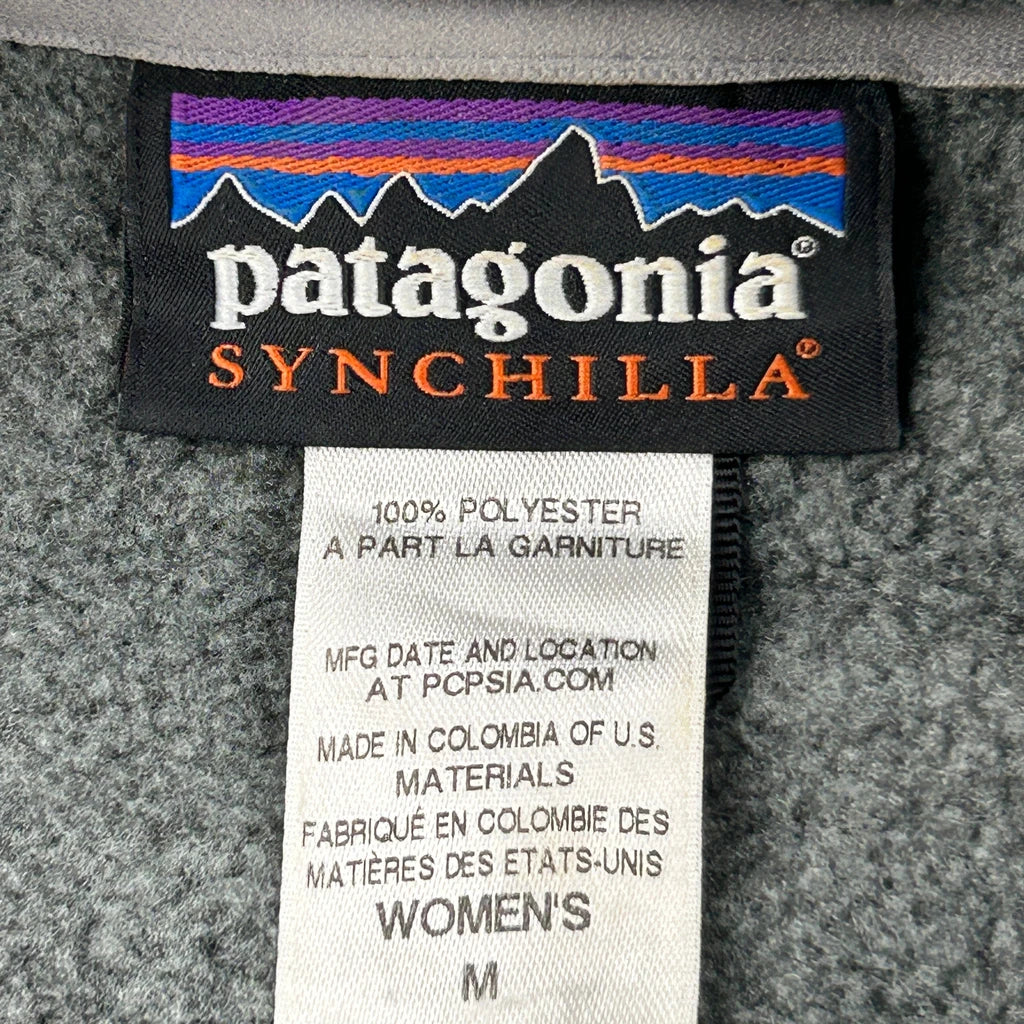 patagonia®
SYNCHILLA®
100% POLYESTER
A PART LA GARNITURE
MFG DATE AND LOCATION
AT PCPSIA.COM
MADE IN COLOMBIA OF U.S.
MATERIALS
FABRIQUÉ EN COLOMBIE DES
MATIÈRES DES ETATS-UNIS
WOMEN'S
M